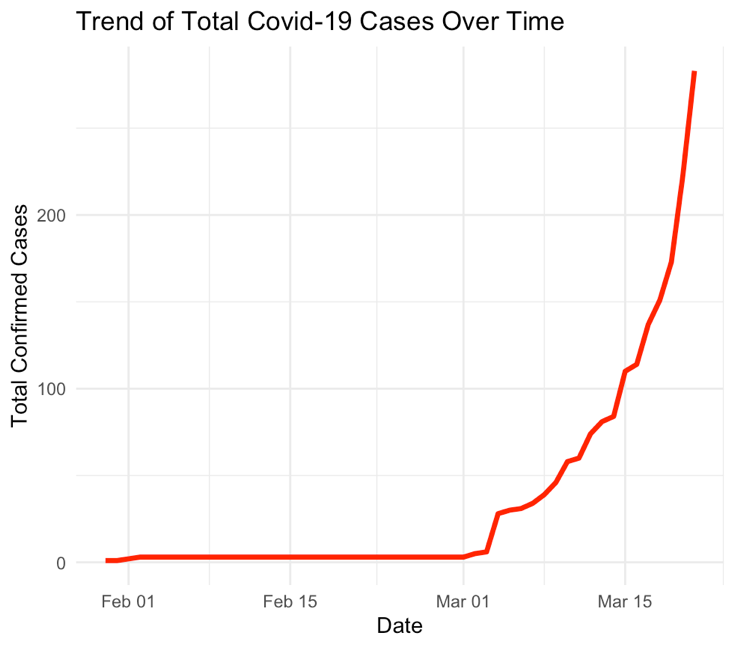 Trend of Total Covid-19 Cases Over Time
Total Confirmed Cases
200
100
0
Feb 01 Feb 15 Mar 01 Mar 15
Date